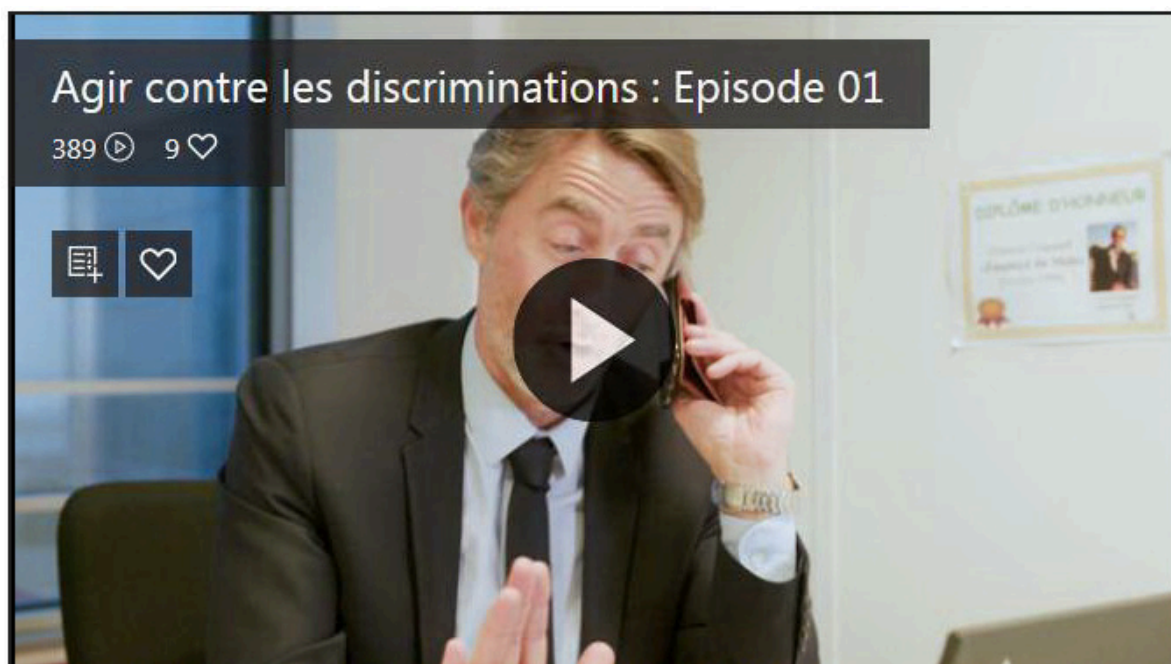 Agir contre les discriminations : Episode 01
389 9
DIPLÔME D'HONNEUR